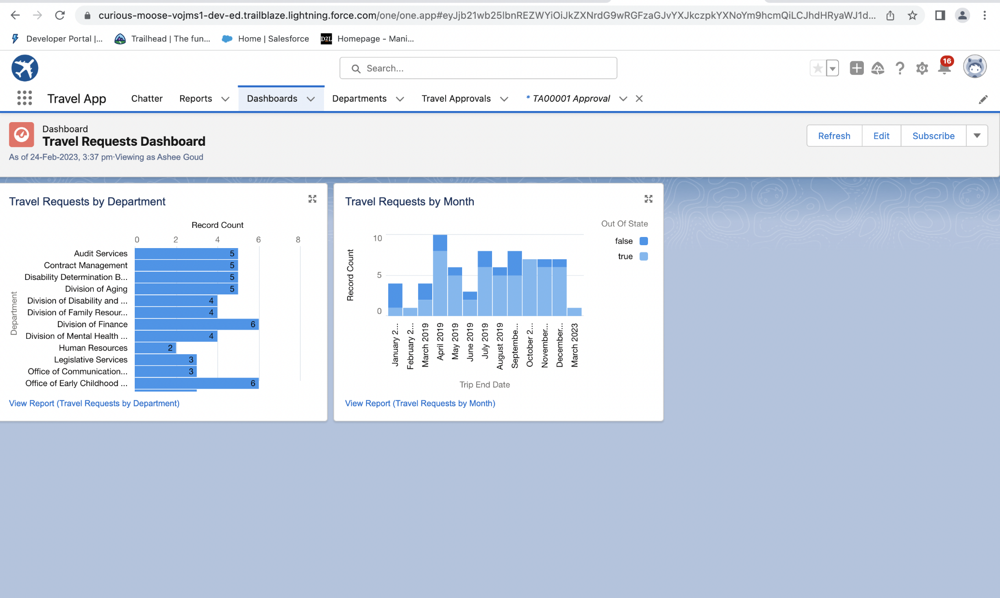 curious-moose-vojms1-dev-ed.trailblaze.lightning.force.com/one/one.app#eyJjb21wb25lbnREZWYiOiJkZXNrdG9wRGFzaGJvYXJkczpkYXNoYm9hcmQiLCJhdHRyaWJ1d...
Developer Portal |...
Trailhead | The fun...
Home | Salesforce
D2L
Homepage - Mani...
Search...
16
Travel App
Chatter
Reports
Dashboards
Departments
Travel Approvals
* TA00001 Approval
Dashboard
Travel Requests Dashboard
As of 24-Feb-2023, 3:37 pm·Viewing as Ashee Goud
Refresh
Edit
Subscribe
Travel Requests by Department
Record Count
0 2 4 6 8
Department
Audit Services 5
Contract Management 5
Disability Determination B... 5
Division of Aging 5
Division of Disability and ... 4
Division of Family Resour... 4
Division of Finance 6
Division of Mental Health ... 4
Human Resources 2
Legislative Services 3
Office of Communication... 3
Office of Early Childhood ... 6
View Report (Travel Requests by Department)
Travel Requests by Month
Out Of State
false
true
Record Count
10
5
0
January 2...
February 2...
March 2019
April 2019
May 2019
June 2019
July 2019
August 2019
Septembe...
October 2...
November...
December...
March 2023
Trip End Date
View Report (Travel Requests by Month)